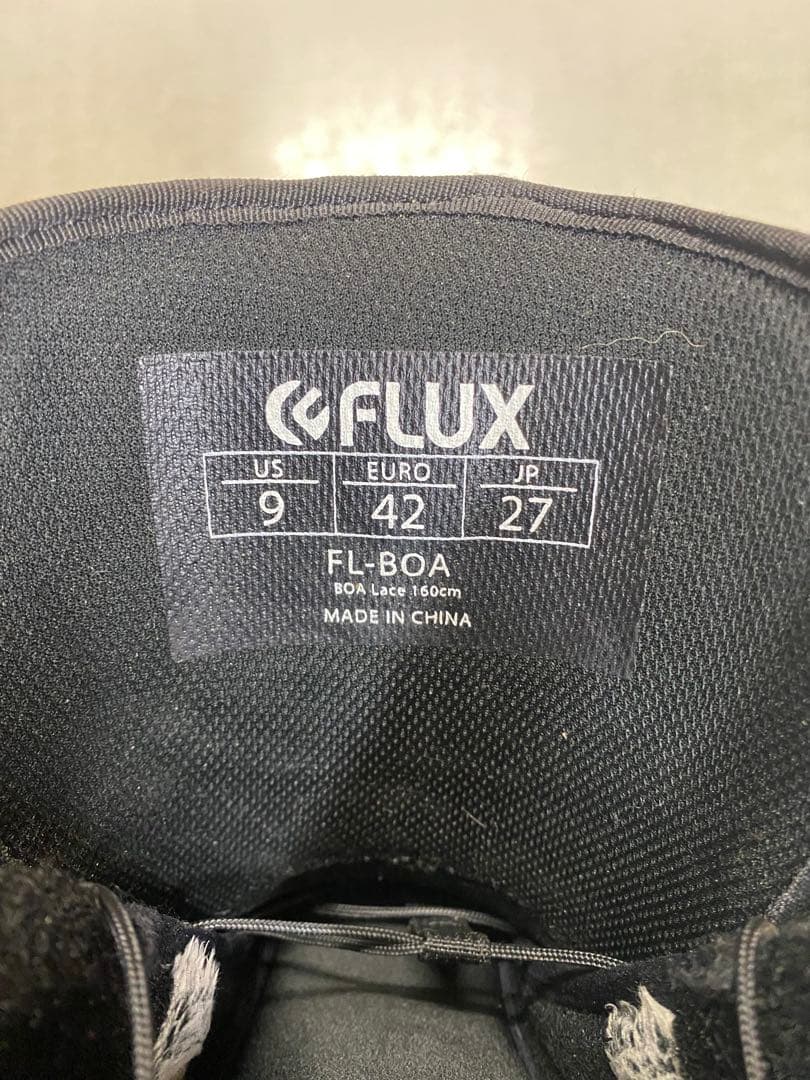 FLUX
US EURO JP
9 42 27
FL-BOA
BOA Lace 160cm
MADE IN CHINA